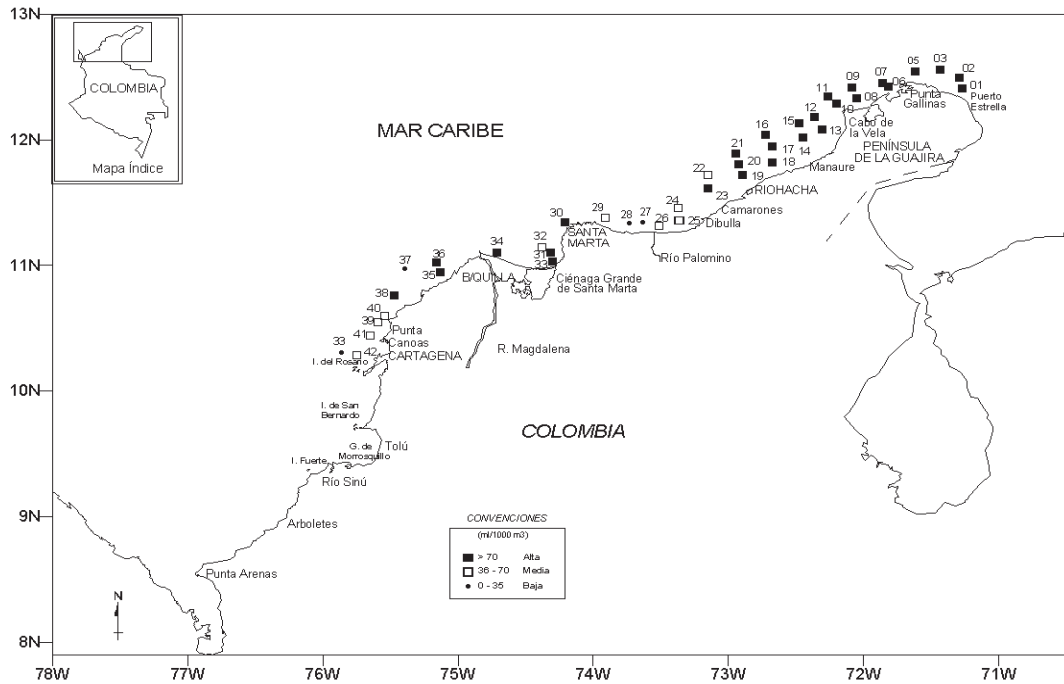 13N
12N
11N
10N
9N
8N
78W
77W
76W
75W
74W
73W
72W
71W
COLOMBIA
Mapa Índice
MAR CARIBE
05
03
02
01
Puerto
Estrella
07
06
Punta
Gallinas
09
08
11
10
Cabo de
la Vela
12
13
15
14
16
17
18
PENÍNSULA
DE LA GUAJIRA
Manaure
21
20
19
RIOHACHA
22
23
Camarones
24
25
Dibulla
26
27
28
29
Río Palomino
30
SANTA
MARTA
32
31
33
Ciénaga Grande
de Santa Marta
34
B/QUILLA
36
35
37
38
40
39
Punta
Canoas
41
CARTAGENA
33
42
I. del Rosario
R. Magdalena
I. de San
Bernardo
G. de
Morrosquillo
Tolú
I. Fuerte
Río Sinú
COLOMBIA
Arboletes
Punta Arenas
N
CONVENCIONES
(ml/1000 m3)
> 70 Alta
36 - 70 Media
0 - 35 Baja